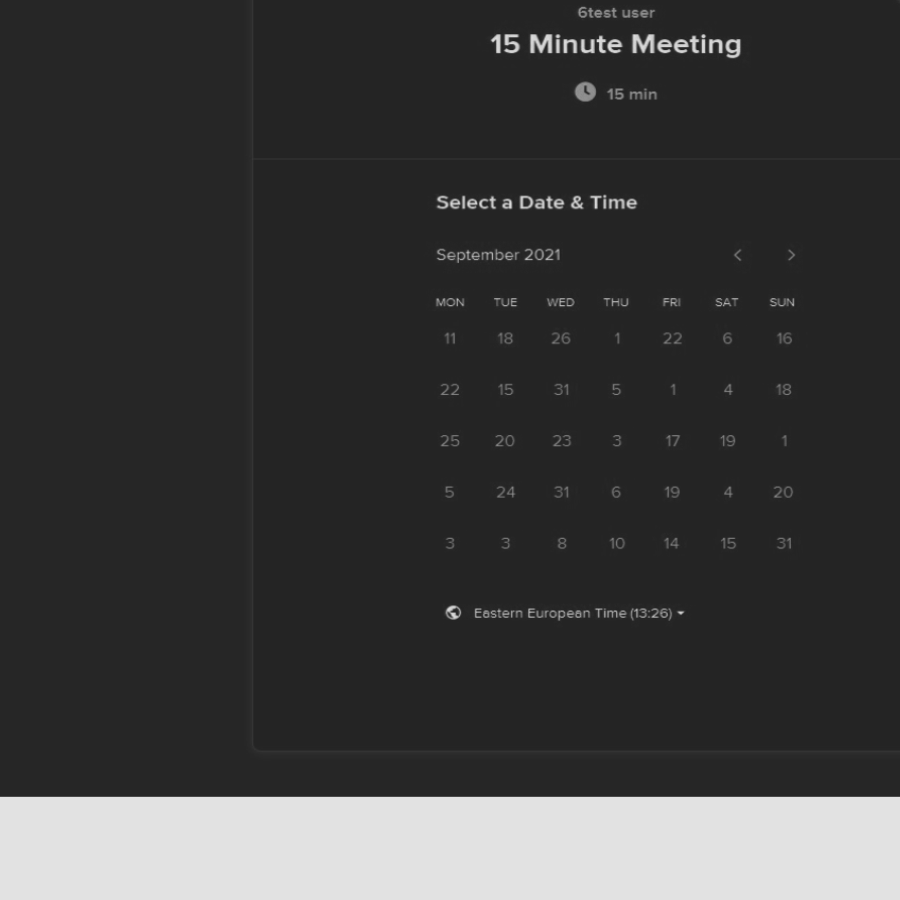 6test user
15 Minute Meeting
15 min
Select a Date & Time
September 2021
MON TUE WED THU FRI SAT SUN
11 18 26 1 22 6 16
22 15 31 5 1 4 18
25 20 23 3 17 19 1
5 24 31 6 19 4 20
3 3 8 10 14 15 31
Eastern European Time (13:26)